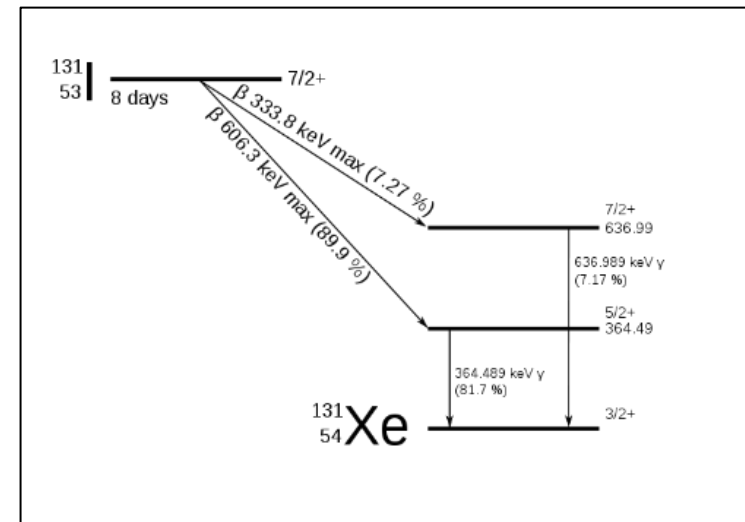 131
53 I
8 days
7/2+
β 333.8 keV max (7.27 %)
β 606.3 keV max (89.9 %)
7/2+
636.99
636.989 keV γ
(7.17 %)
5/2+
364.49
364.489 keV γ
(81.7 %)
131
54 Xe
3/2+